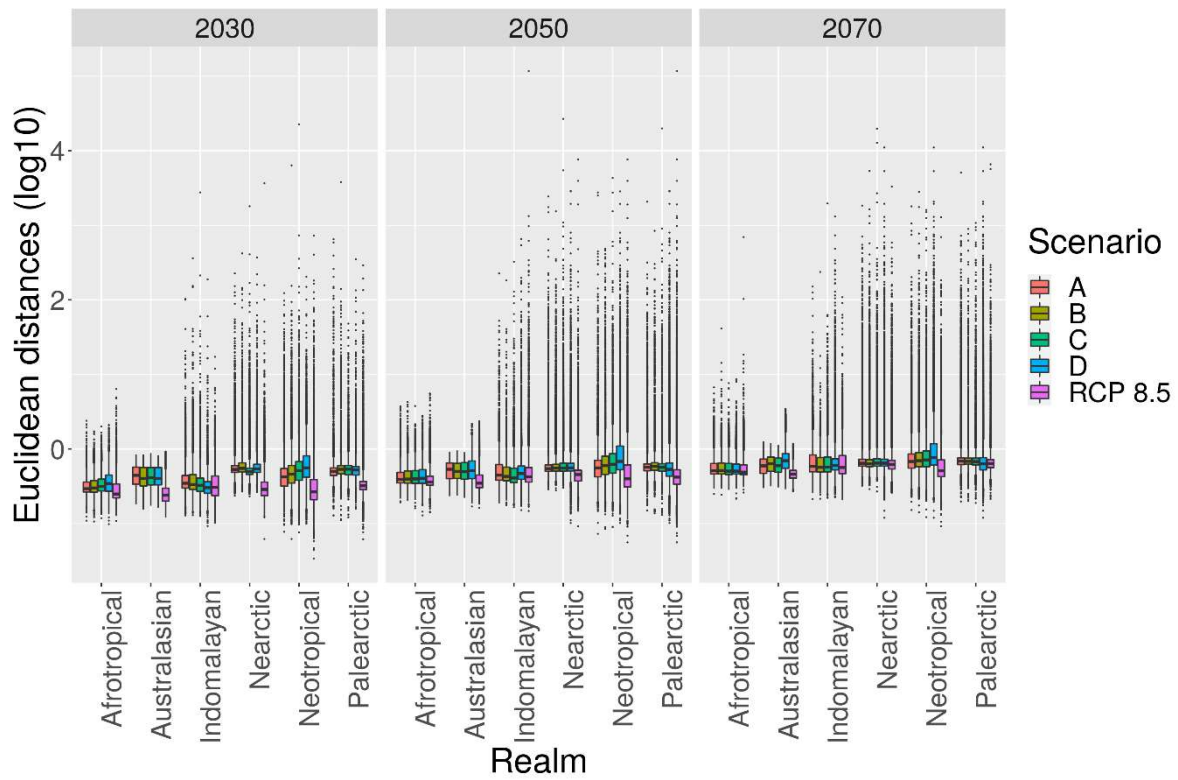 2030 2050 2070
Euclidean distances (log10)
4
2
0
Afrotropical
Australasian
Indomalayan
Nearctic
Neotropical
Palearctic
Afrotropical
Australasian
Indomalayan
Nearctic
Neotropical
Palearctic
Afrotropical
Australasian
Indomalayan
Nearctic
Neotropical
Palearctic
Realm
Scenario
A
B
C
D
RCP 8.5